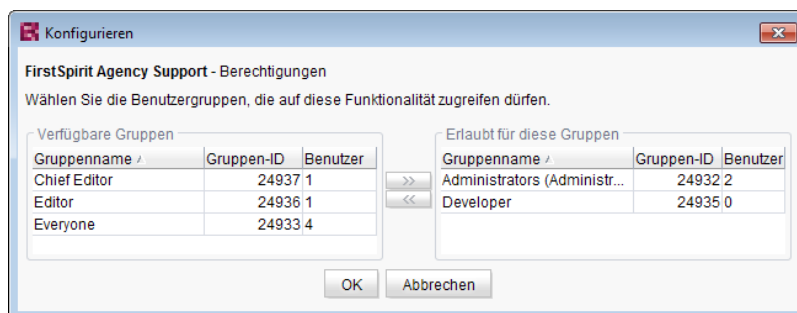 Konfigurieren
FirstSpirit Agency Support - Berechtigungen
Wählen Sie die Benutzergruppen, die auf diese Funktionalität zugreifen dürfen.
Verfügbare Gruppen
Gruppenname Gruppen-ID Benutzer
Chief Editor 24937 1
Editor 24936 1
Everyone 24933 4
>>
<<
Erlaubt für diese Gruppen
Gruppenname Gruppen-ID Benutzer
Administrators (Administr... 24932 2
Developer 24935 0
OK Abbrechen